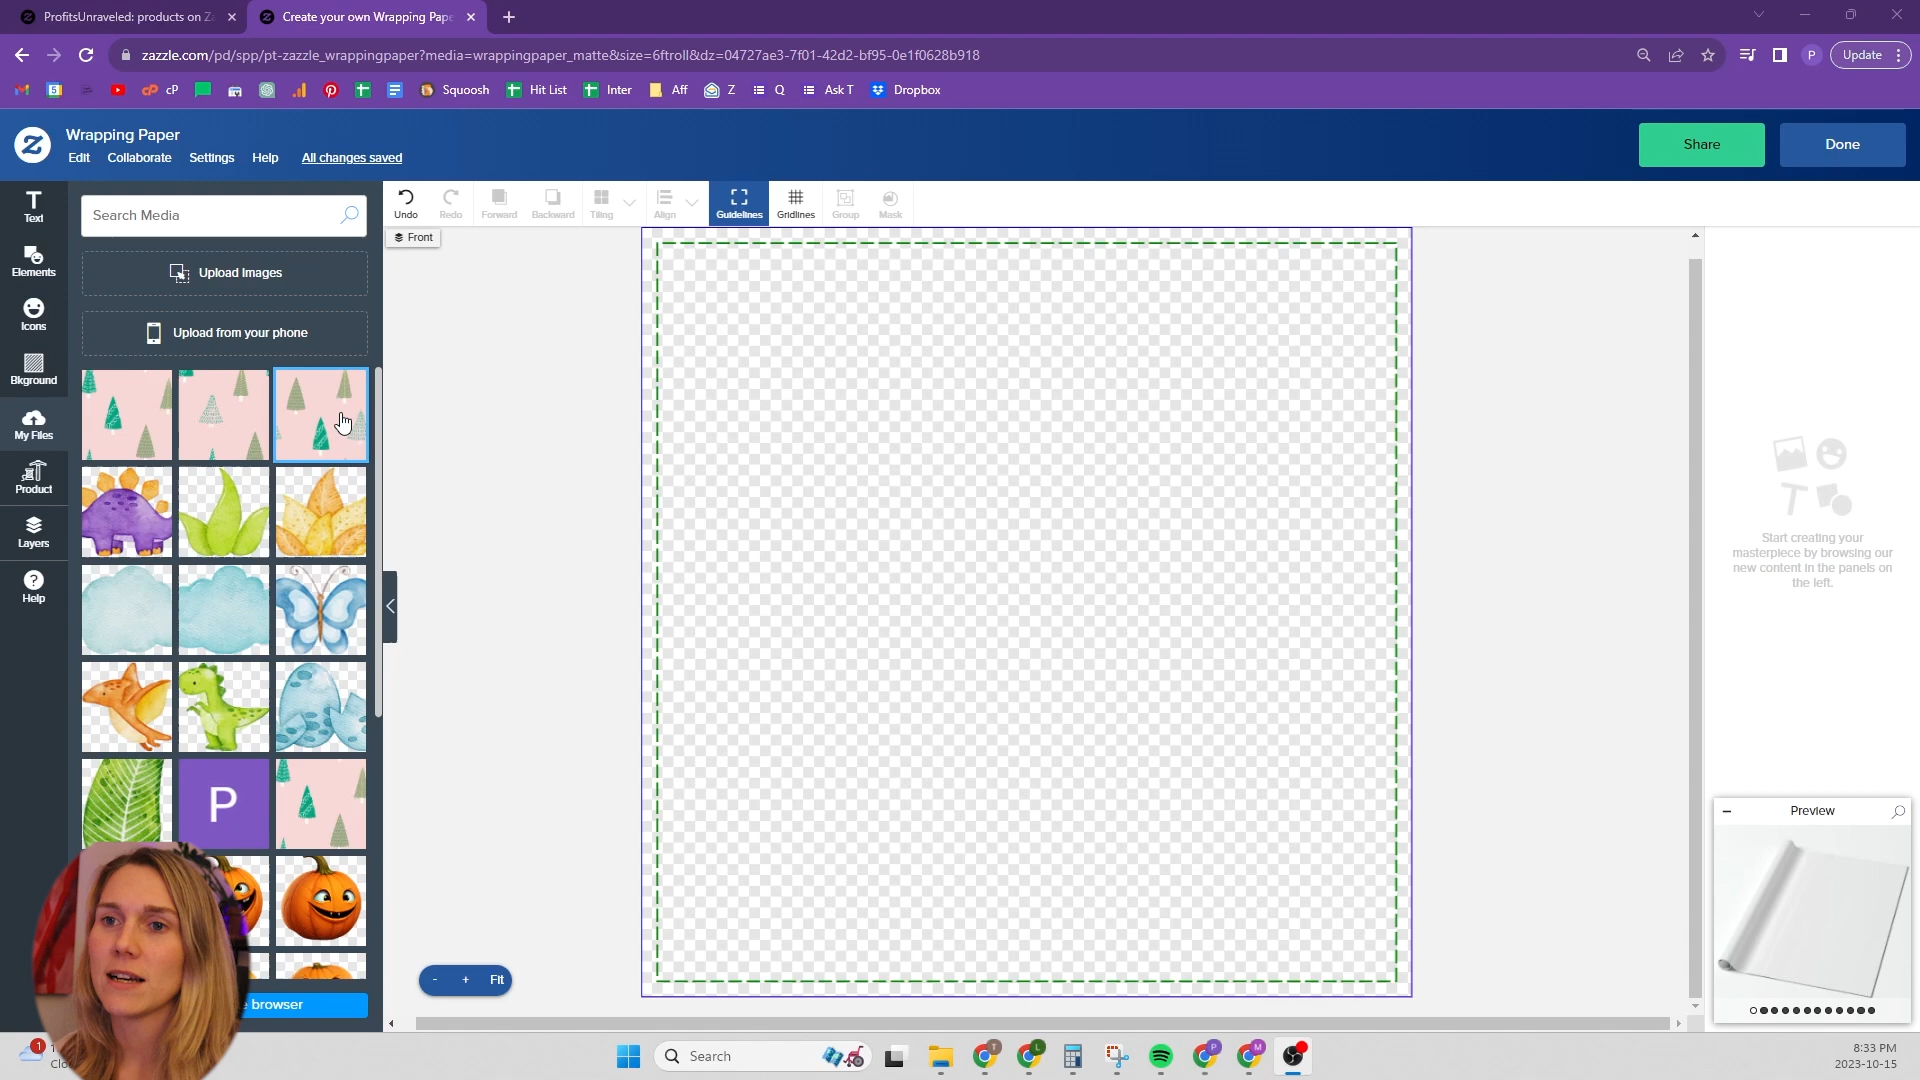 ProfitsUnraveled: products on Za
Create your own Wrapping Pape
zazzle.com/pd/spp/pt-zazzle_wrappingpaper?media=wrappingpaper_matte&size=6ftroll&dz=04727ae3-7f01-42d2-bf95-0e1f0628b918
P
Update
5
cP
Squoosh
Hit List
Inter
Aff
Z
Q
Ask T
Dropbox
Wrapping Paper
Edit
Collaborate
Settings
Help
All changes saved
Share
Done
Text
Elements
Icons
Bkground
My Files
Product
Layers
Help
Search Media
Upload Images
Upload from your phone
P
browser
Undo
Redo
Forward
Backward
Tiling
Align
Guidelines
Gridlines
Group
Mask
Front
- + Fit
Start creating your
masterpiece by browsing our
new content in the panels on
the left.
Preview
1
Clo
Search
T
L
P
M
8:33 PM
2023-10-15